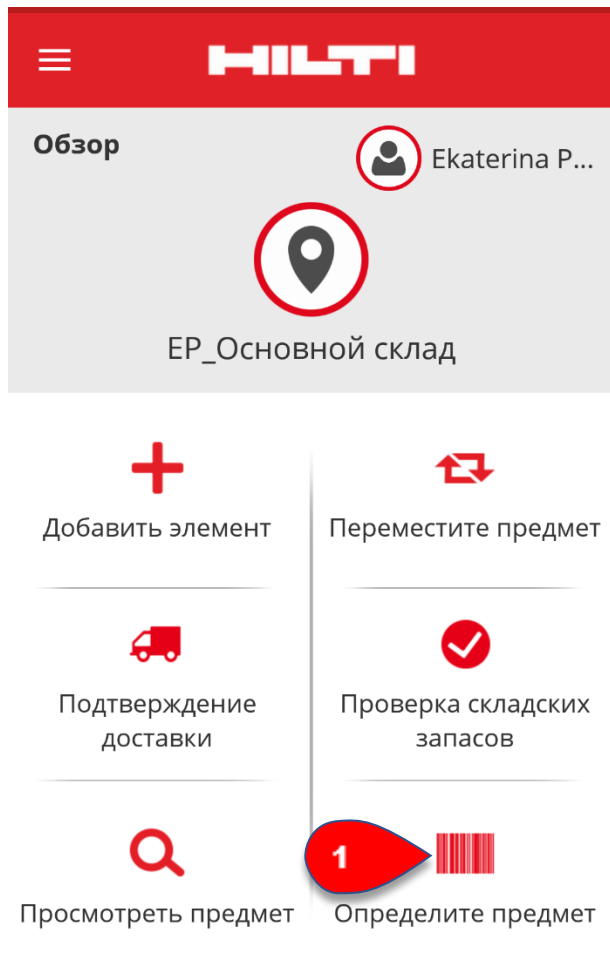 HILTI
Обзор
Ekaterina P...
EP_Основной склад
Добавить элемент
Переместите предмет
Подтверждение
доставки
Проверка складских
запасов
1
Просмотреть предмет
Определите предмет